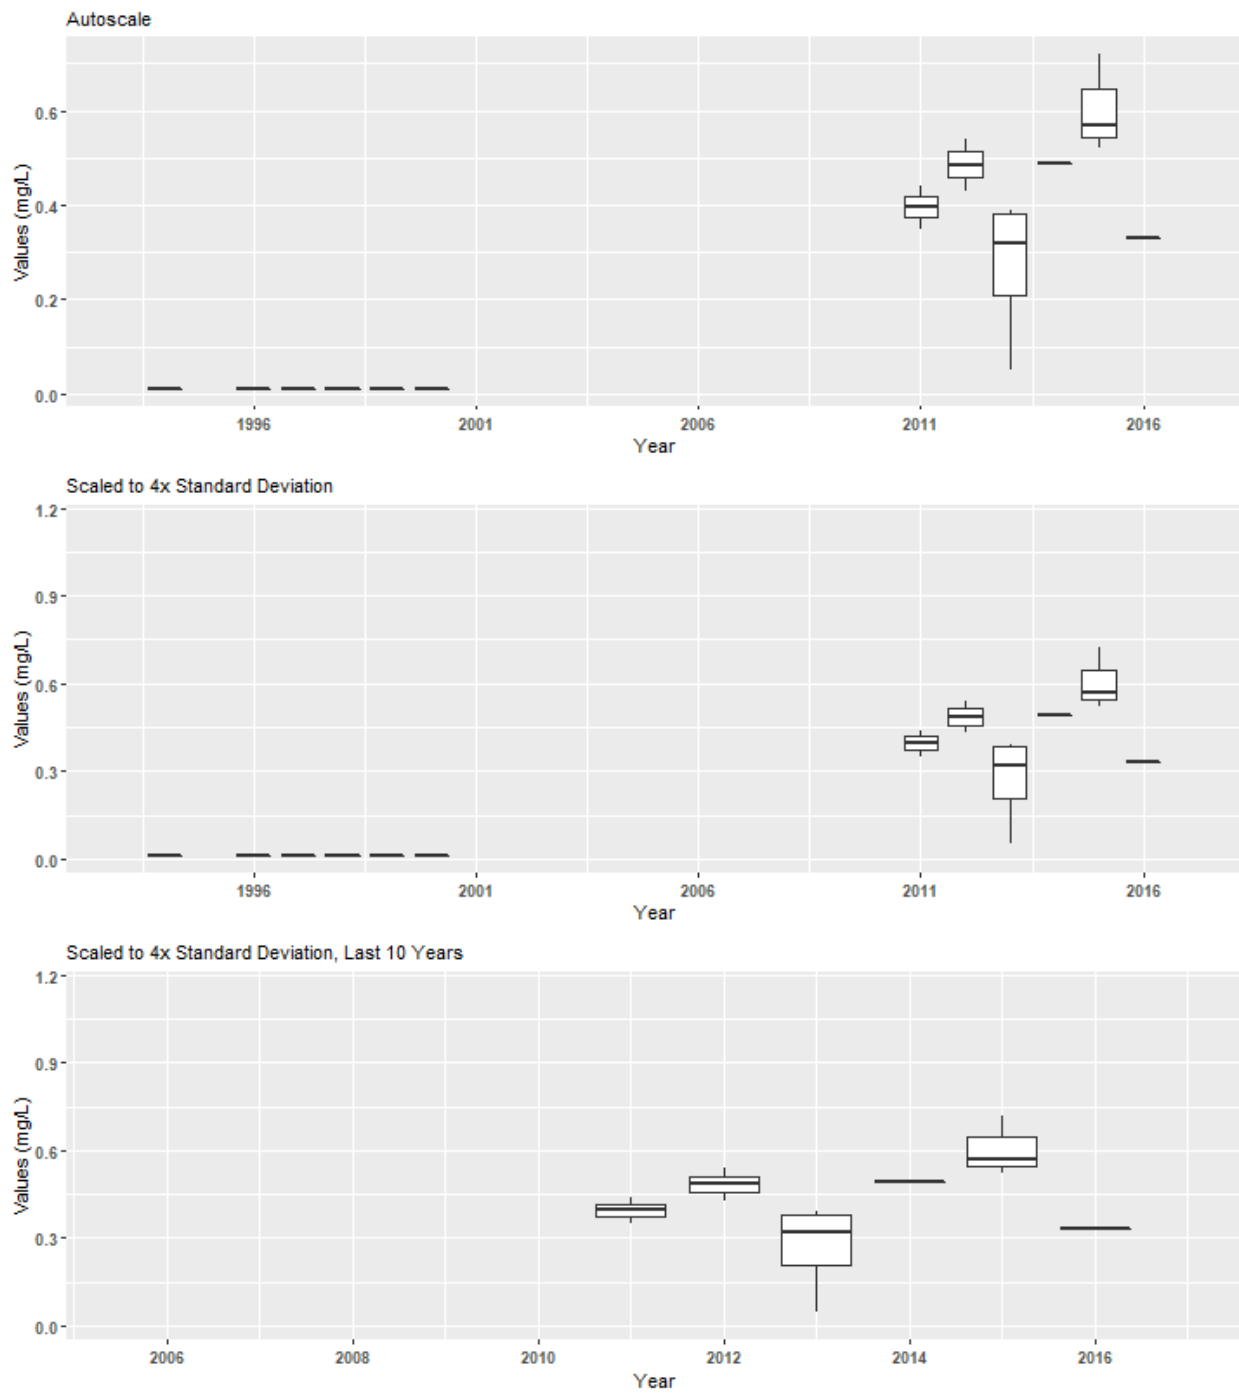 Autoscale
0.6
0.4
0.2
0.0
Values (mg/L)
1996 2001 2006 2011 2016
Year
Scaled to 4x Standard Deviation
1.2
0.9
0.6
0.3
0.0
Values (mg/L)
1996 2001 2006 2011 2016
Year
Scaled to 4x Standard Deviation, Last 10 Years
1.2
0.9
0.6
0.3
0.0
Values (mg/L)
2006 2008 2010 2012 2014 2016
Year